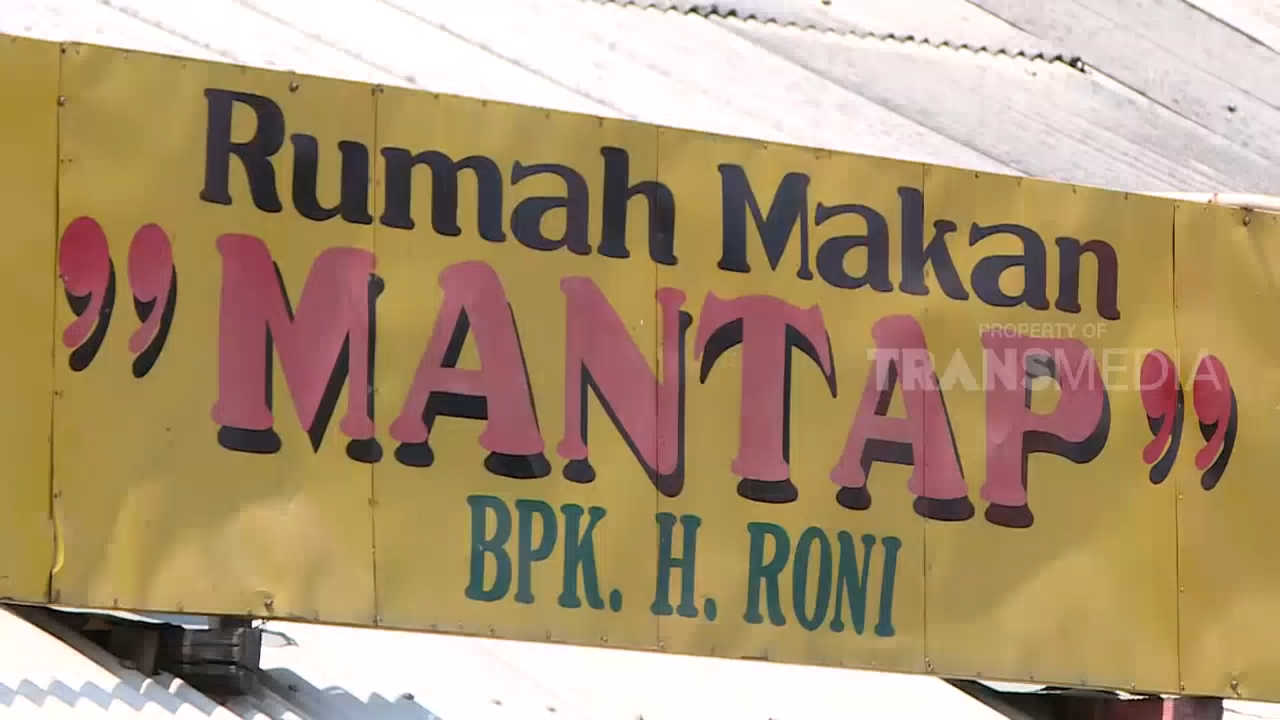 Rumah Makan
”MANTAP”
BPK. H. RONI
PROPERTY OF
TRANSMEDIA